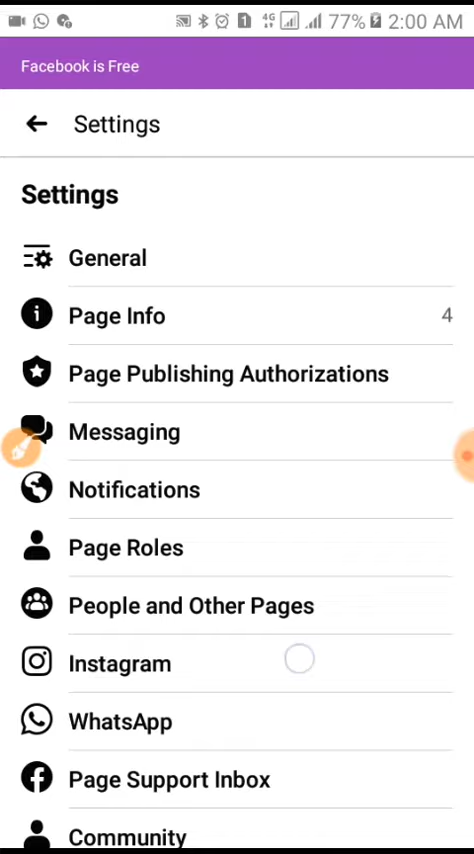 4G 77% 2:00 AM
Facebook is Free
Settings
Settings
General
Page Info 4
Page Publishing Authorizations
Messaging
Notifications
Page Roles
People and Other Pages
Instagram
WhatsApp
Page Support Inbox
Community